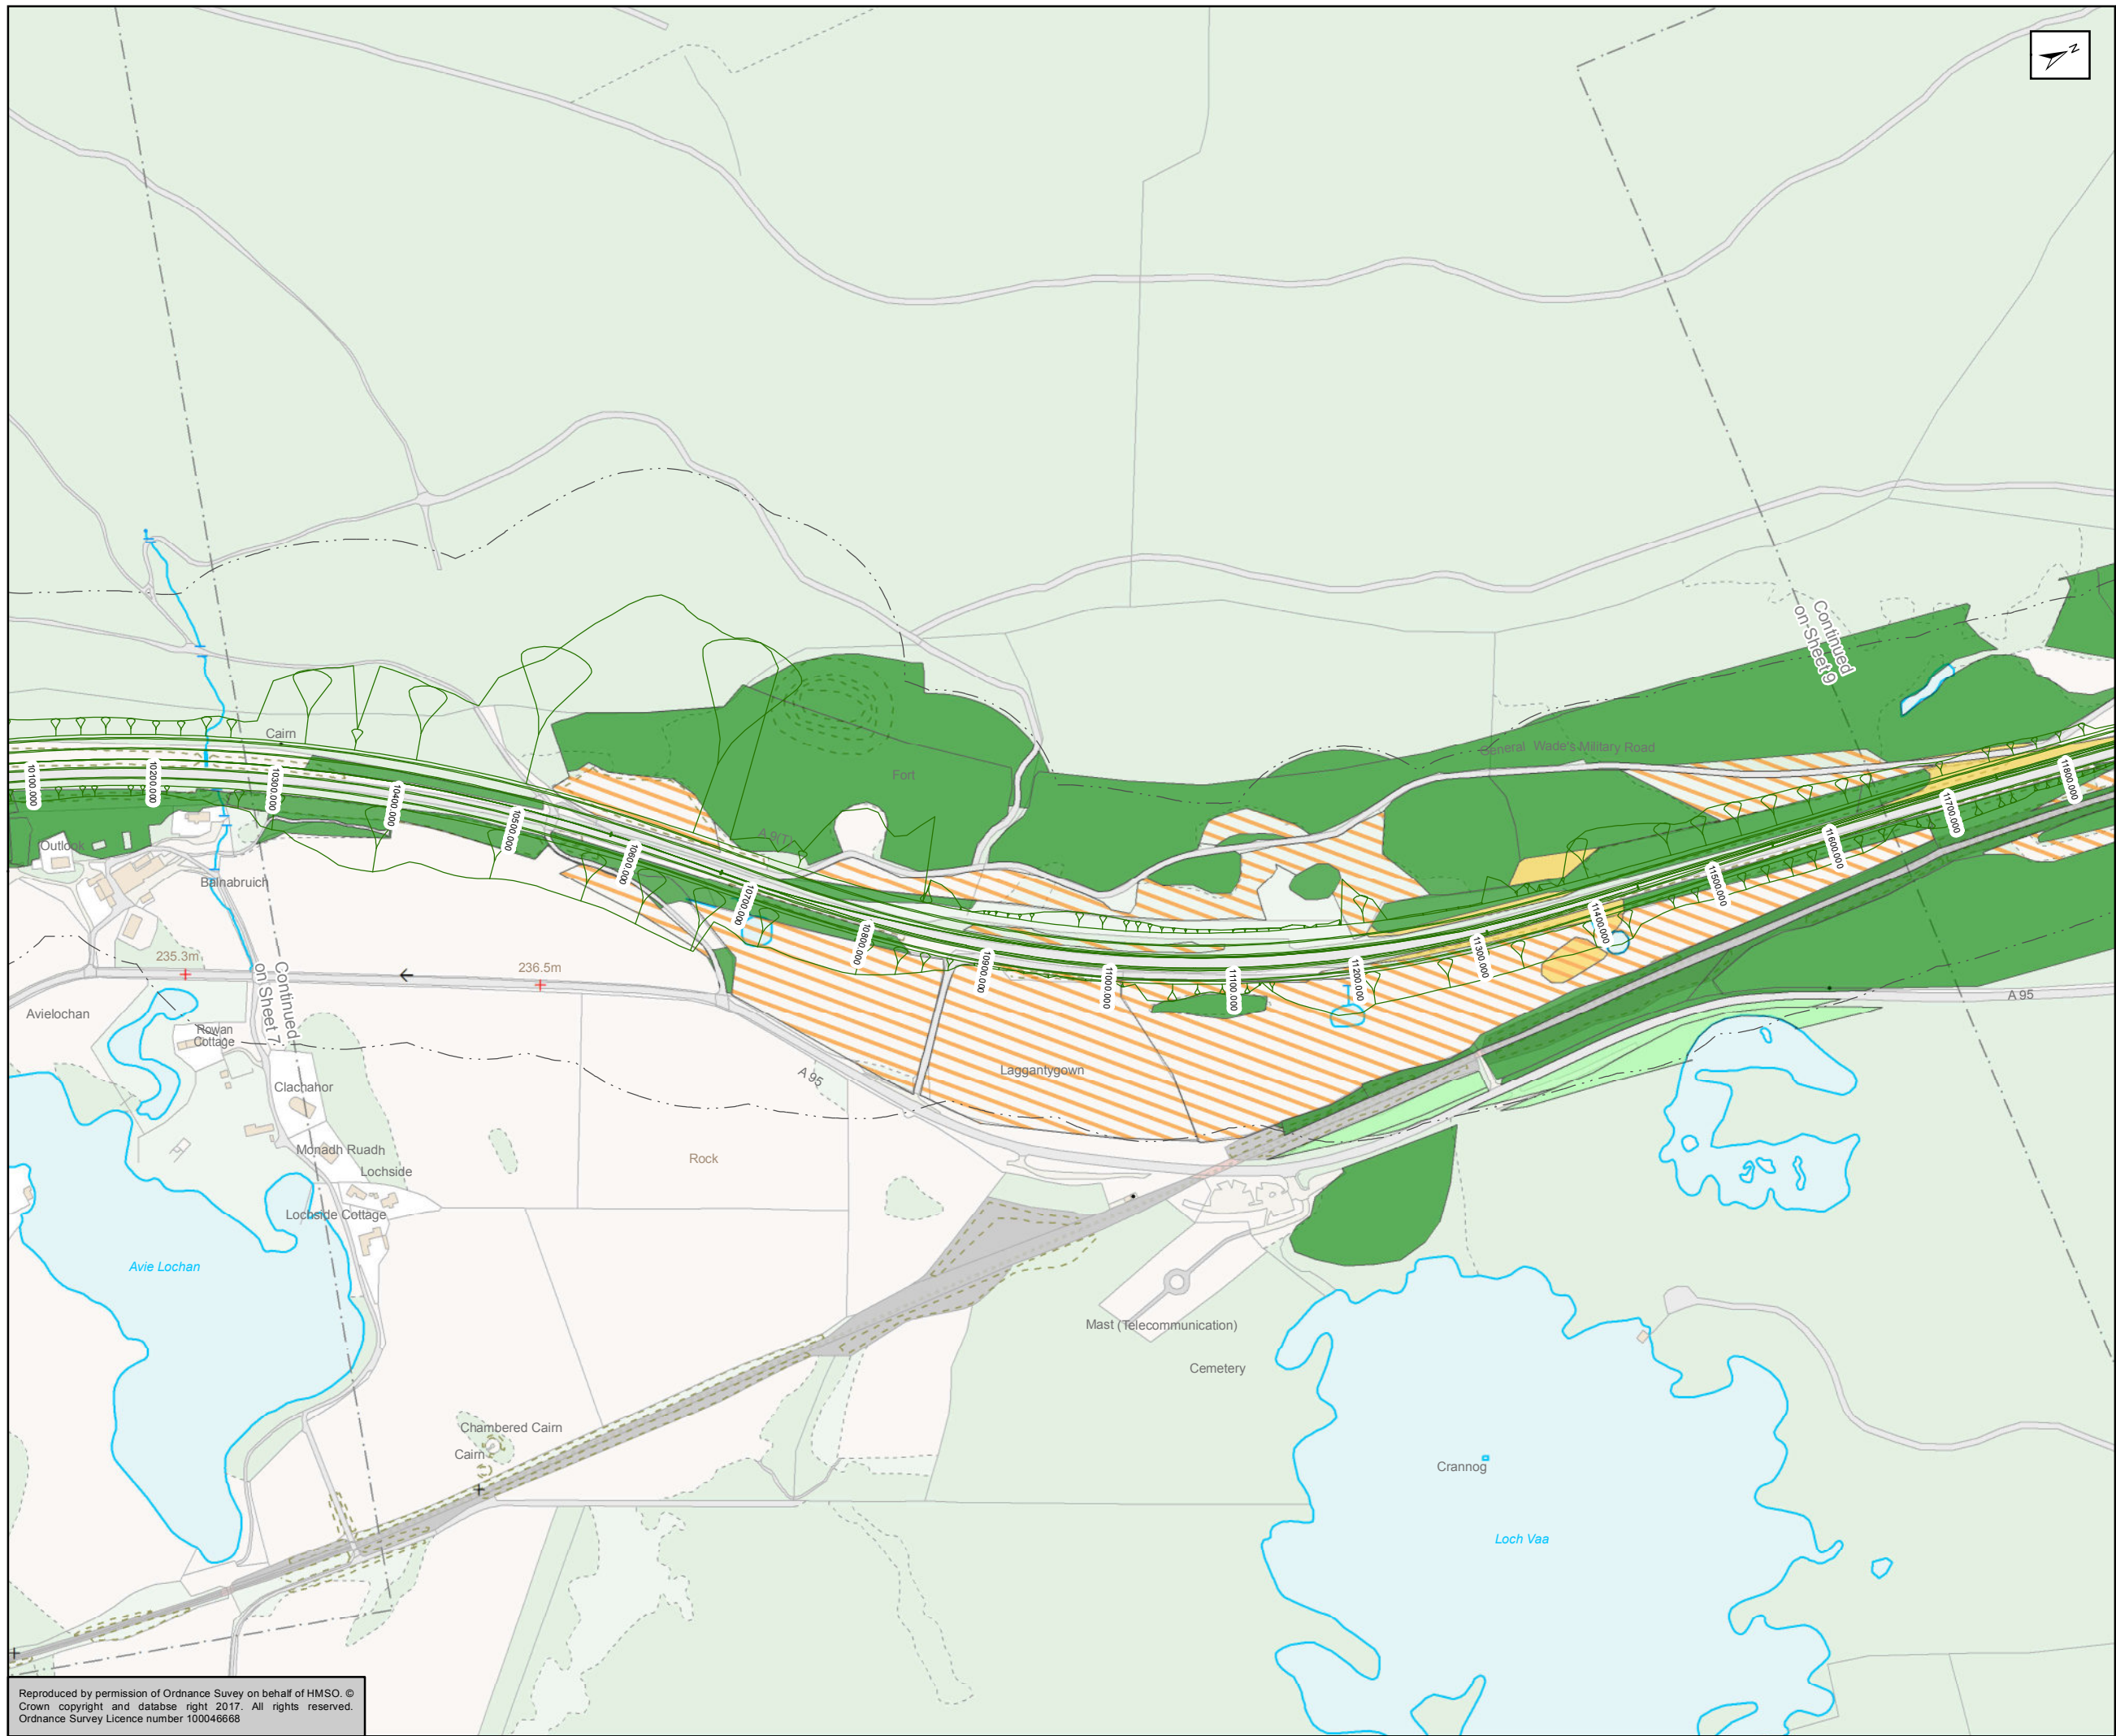 N
Continued
on Sheet 9
General Wade's Military Road
Cairn
Fort
A 9(T)
10100.000
10200.000
10300.000
10400.000
10500.000
10600.000
10700.000
10800.000
10900.000
11000.000
11100.000
11200.000
11300.000
11400.000
11500.000
11600.000
11700.000
11800.000
Outlook
Balnabruich
235.3m
236.5m
Continued
on Sheet 7
Avielochan
Rowan
Cottage
A 95
A 95
Laggantygown
Clachahor
Monadh Ruadh
Lochside
Lochside Cottage
Rock
Avie Lochan
Mast (Telecommunication)
Cemetery
Chambered Cairn
Cairn
Crannog
Loch Vaa
Reproduced by permission of Ordnance Suvey on behalf of HMSO. ©
Crown copyright and databse right 2017. All rights reserved.
Ordnance Survey Licence number 100046668